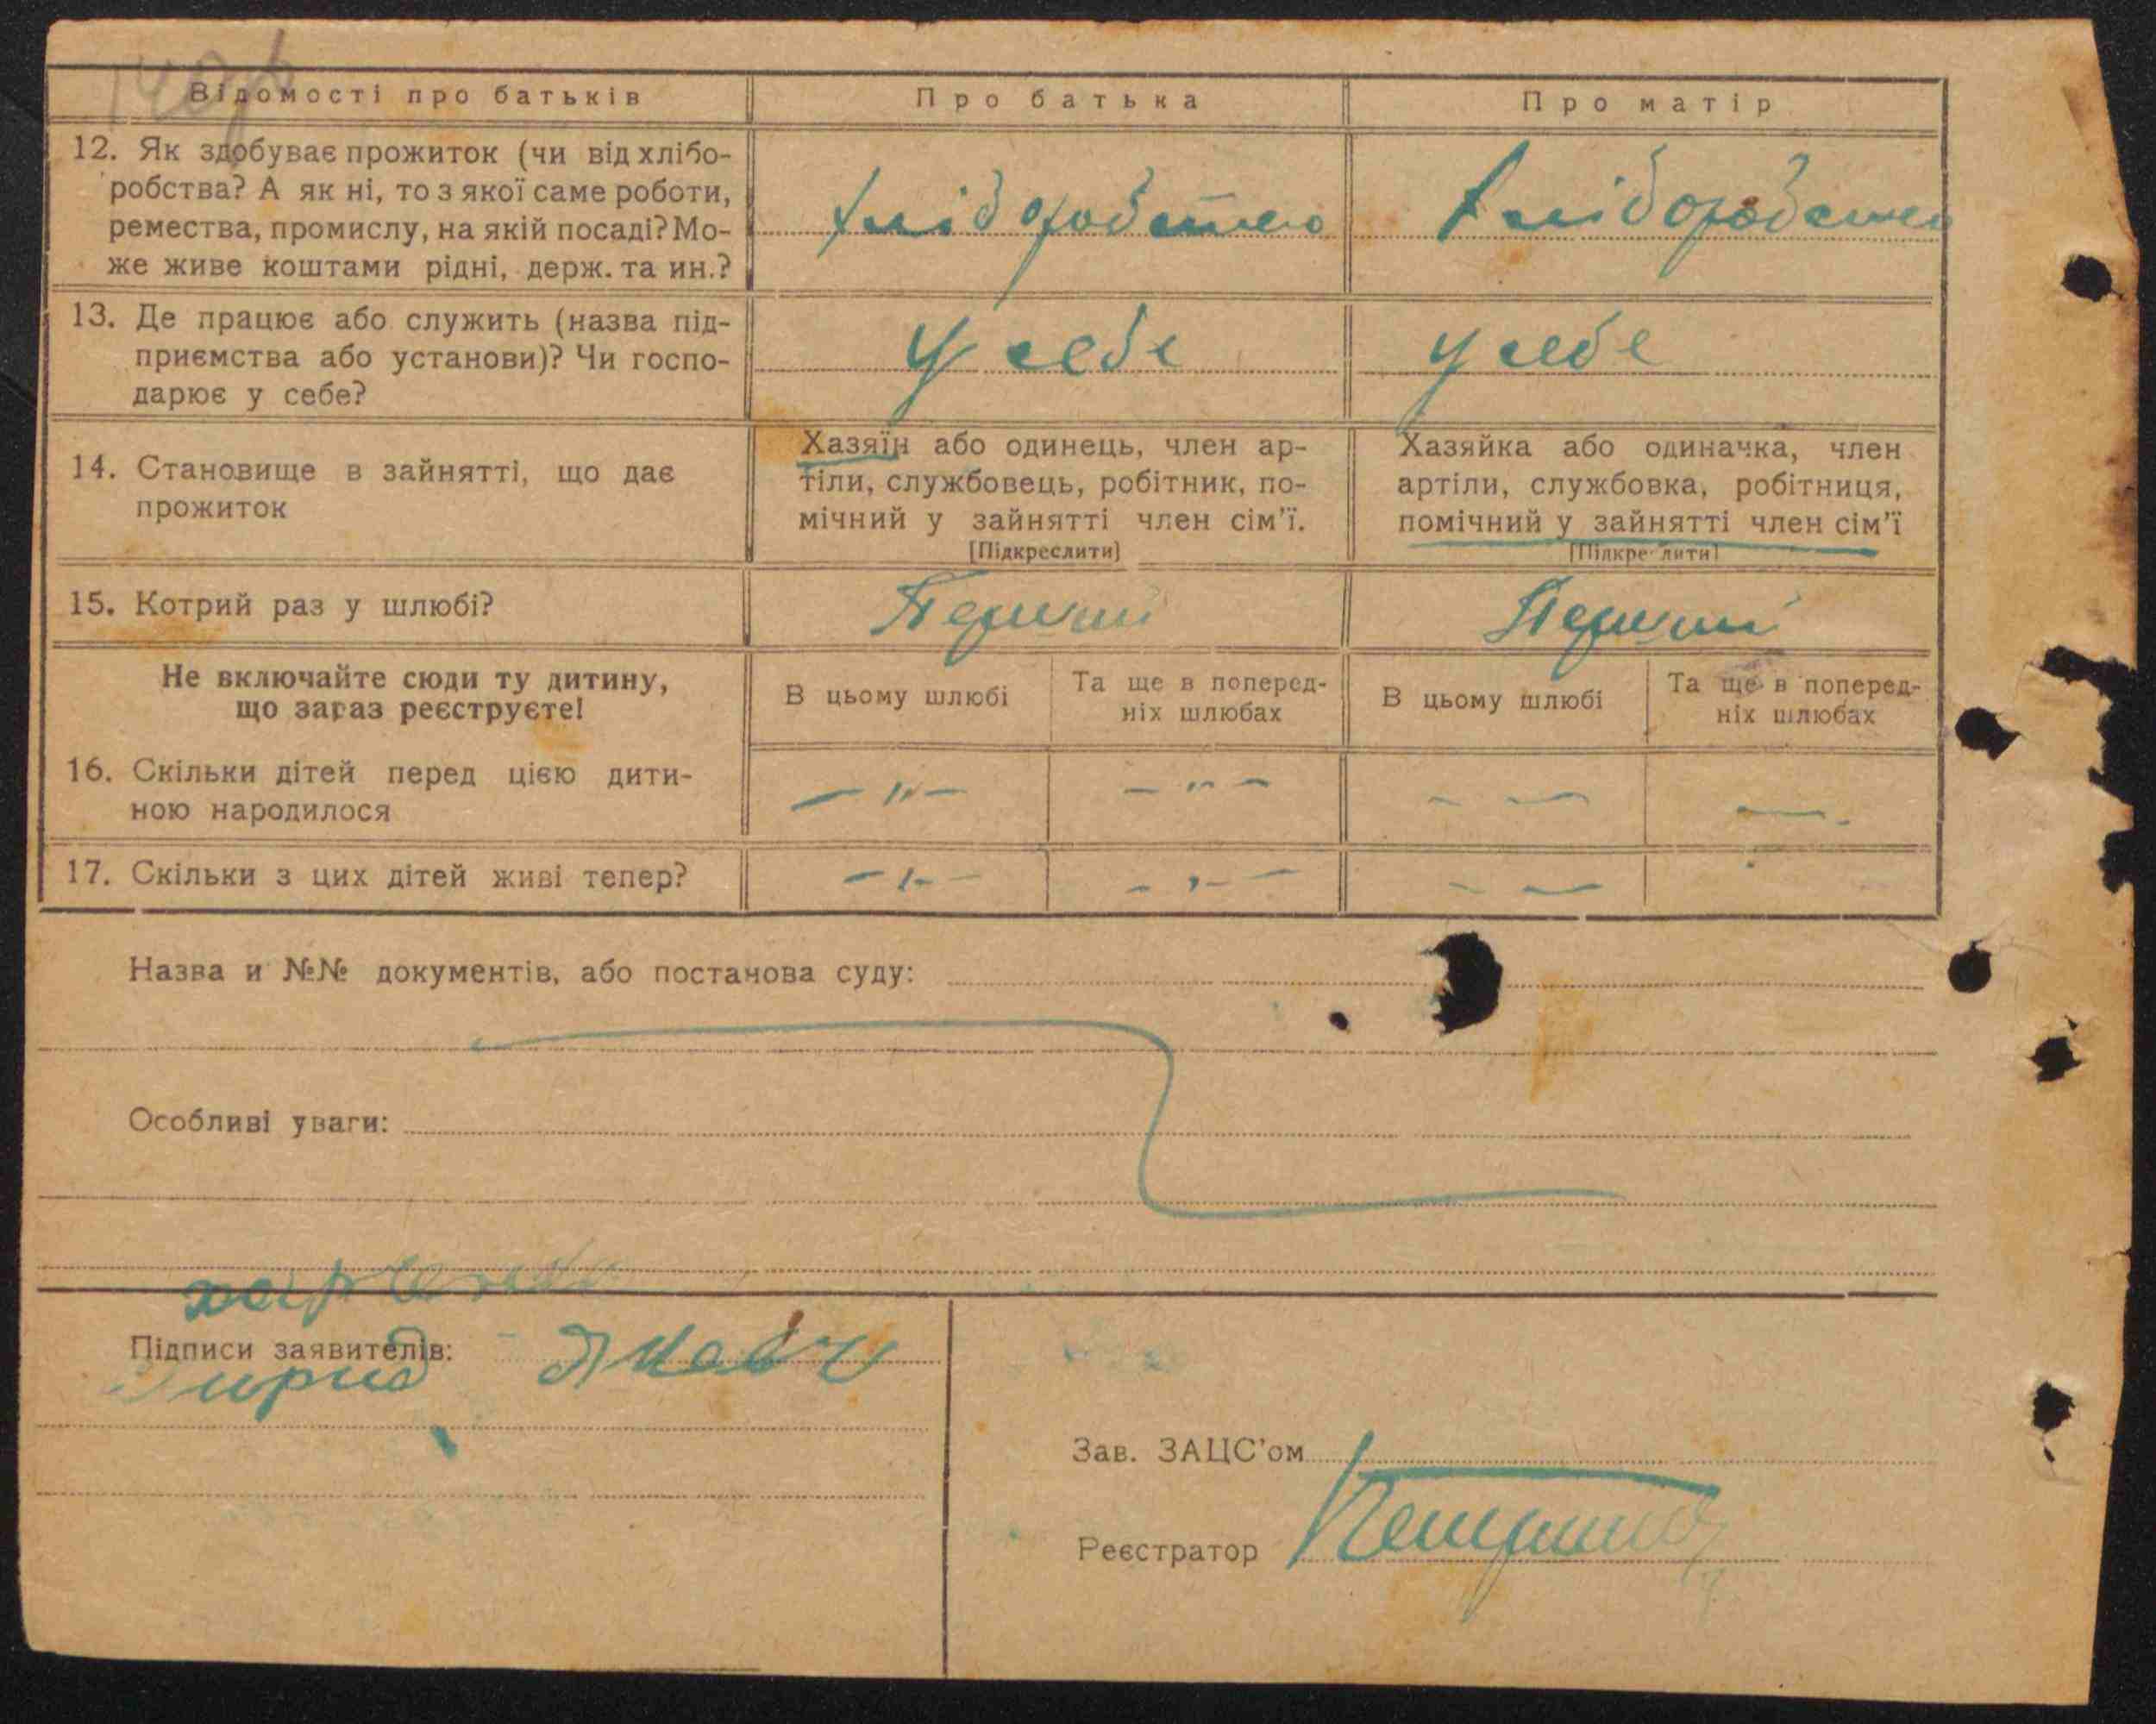 Відомості про батьків
Про батька
Про матір
12. Як здобуває прожиток (чи від хлібо-
робства? А як ні, то з якої саме роботи,
ремества, промислу, на якій посаді? Мо-
же живе коштами рідні, держ. та ин.?
хліборобство
хліборобство
13. Де працює або служить (назва під-
приємства або установи)? Чи госпо-
дарює у себе?
у себе
у себе
14. Становище в зайнятті, що дає
прожиток
Хазяїн або одинець, член ар-
тіли, службовець, робітник, по-
мічний у зайнятті член сім'ї.
[Підкреслити]
Хазяйка або одиначка, член
артіли, службовка, робітниця,
помічний у зайнятті член сім'ї
[Підкреслити]
15. Котрий раз у шлюбі?
Перший
Перший
Не включайте сюди ту дитину,
що зараз реєструєте!
В цьому шлюбі
Та ще в поперед-
ніх шлюбах
В цьому шлюбі
Та ще в поперед-
ніх шлюбах
16. Скільки дітей перед цією дити-
ною народилося
— „ —
— „ —
— —
—
17. Скільки з цих дітей живі тепер?
— „ —
— „ —
— —
Назва и №№ документів, або постанова суду:
Особливі уваги:
Підписи заявителів:
Зав. ЗАЦС'ом
Реєстратор